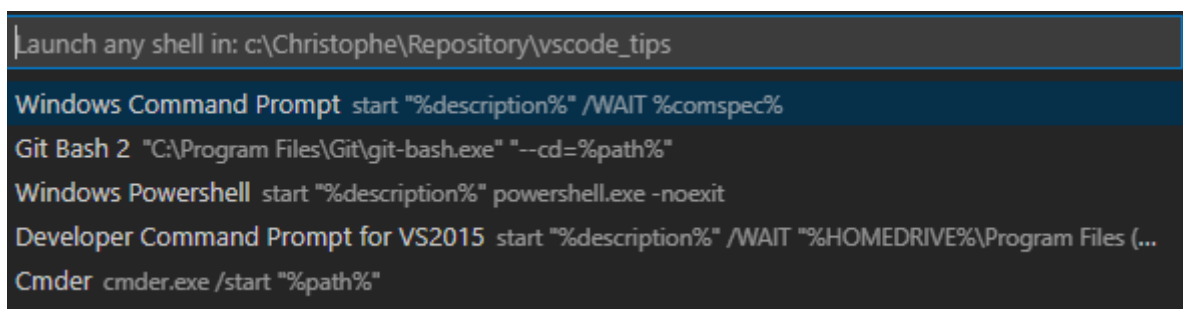 Launch any shell in: c:\Christophe\Repository\vscode_tips
Windows Command Prompt start "%description%" /WAIT %comspec%
Git Bash 2 "C:\Program Files\Git\git-bash.exe" "--cd=%path%"
Windows Powershell start "%description%" powershell.exe -noexit
Developer Command Prompt for VS2015 start "%description%" /WAIT "%HOMEDRIVE%\Program Files (...
Cmder cmder.exe /start "%path%"